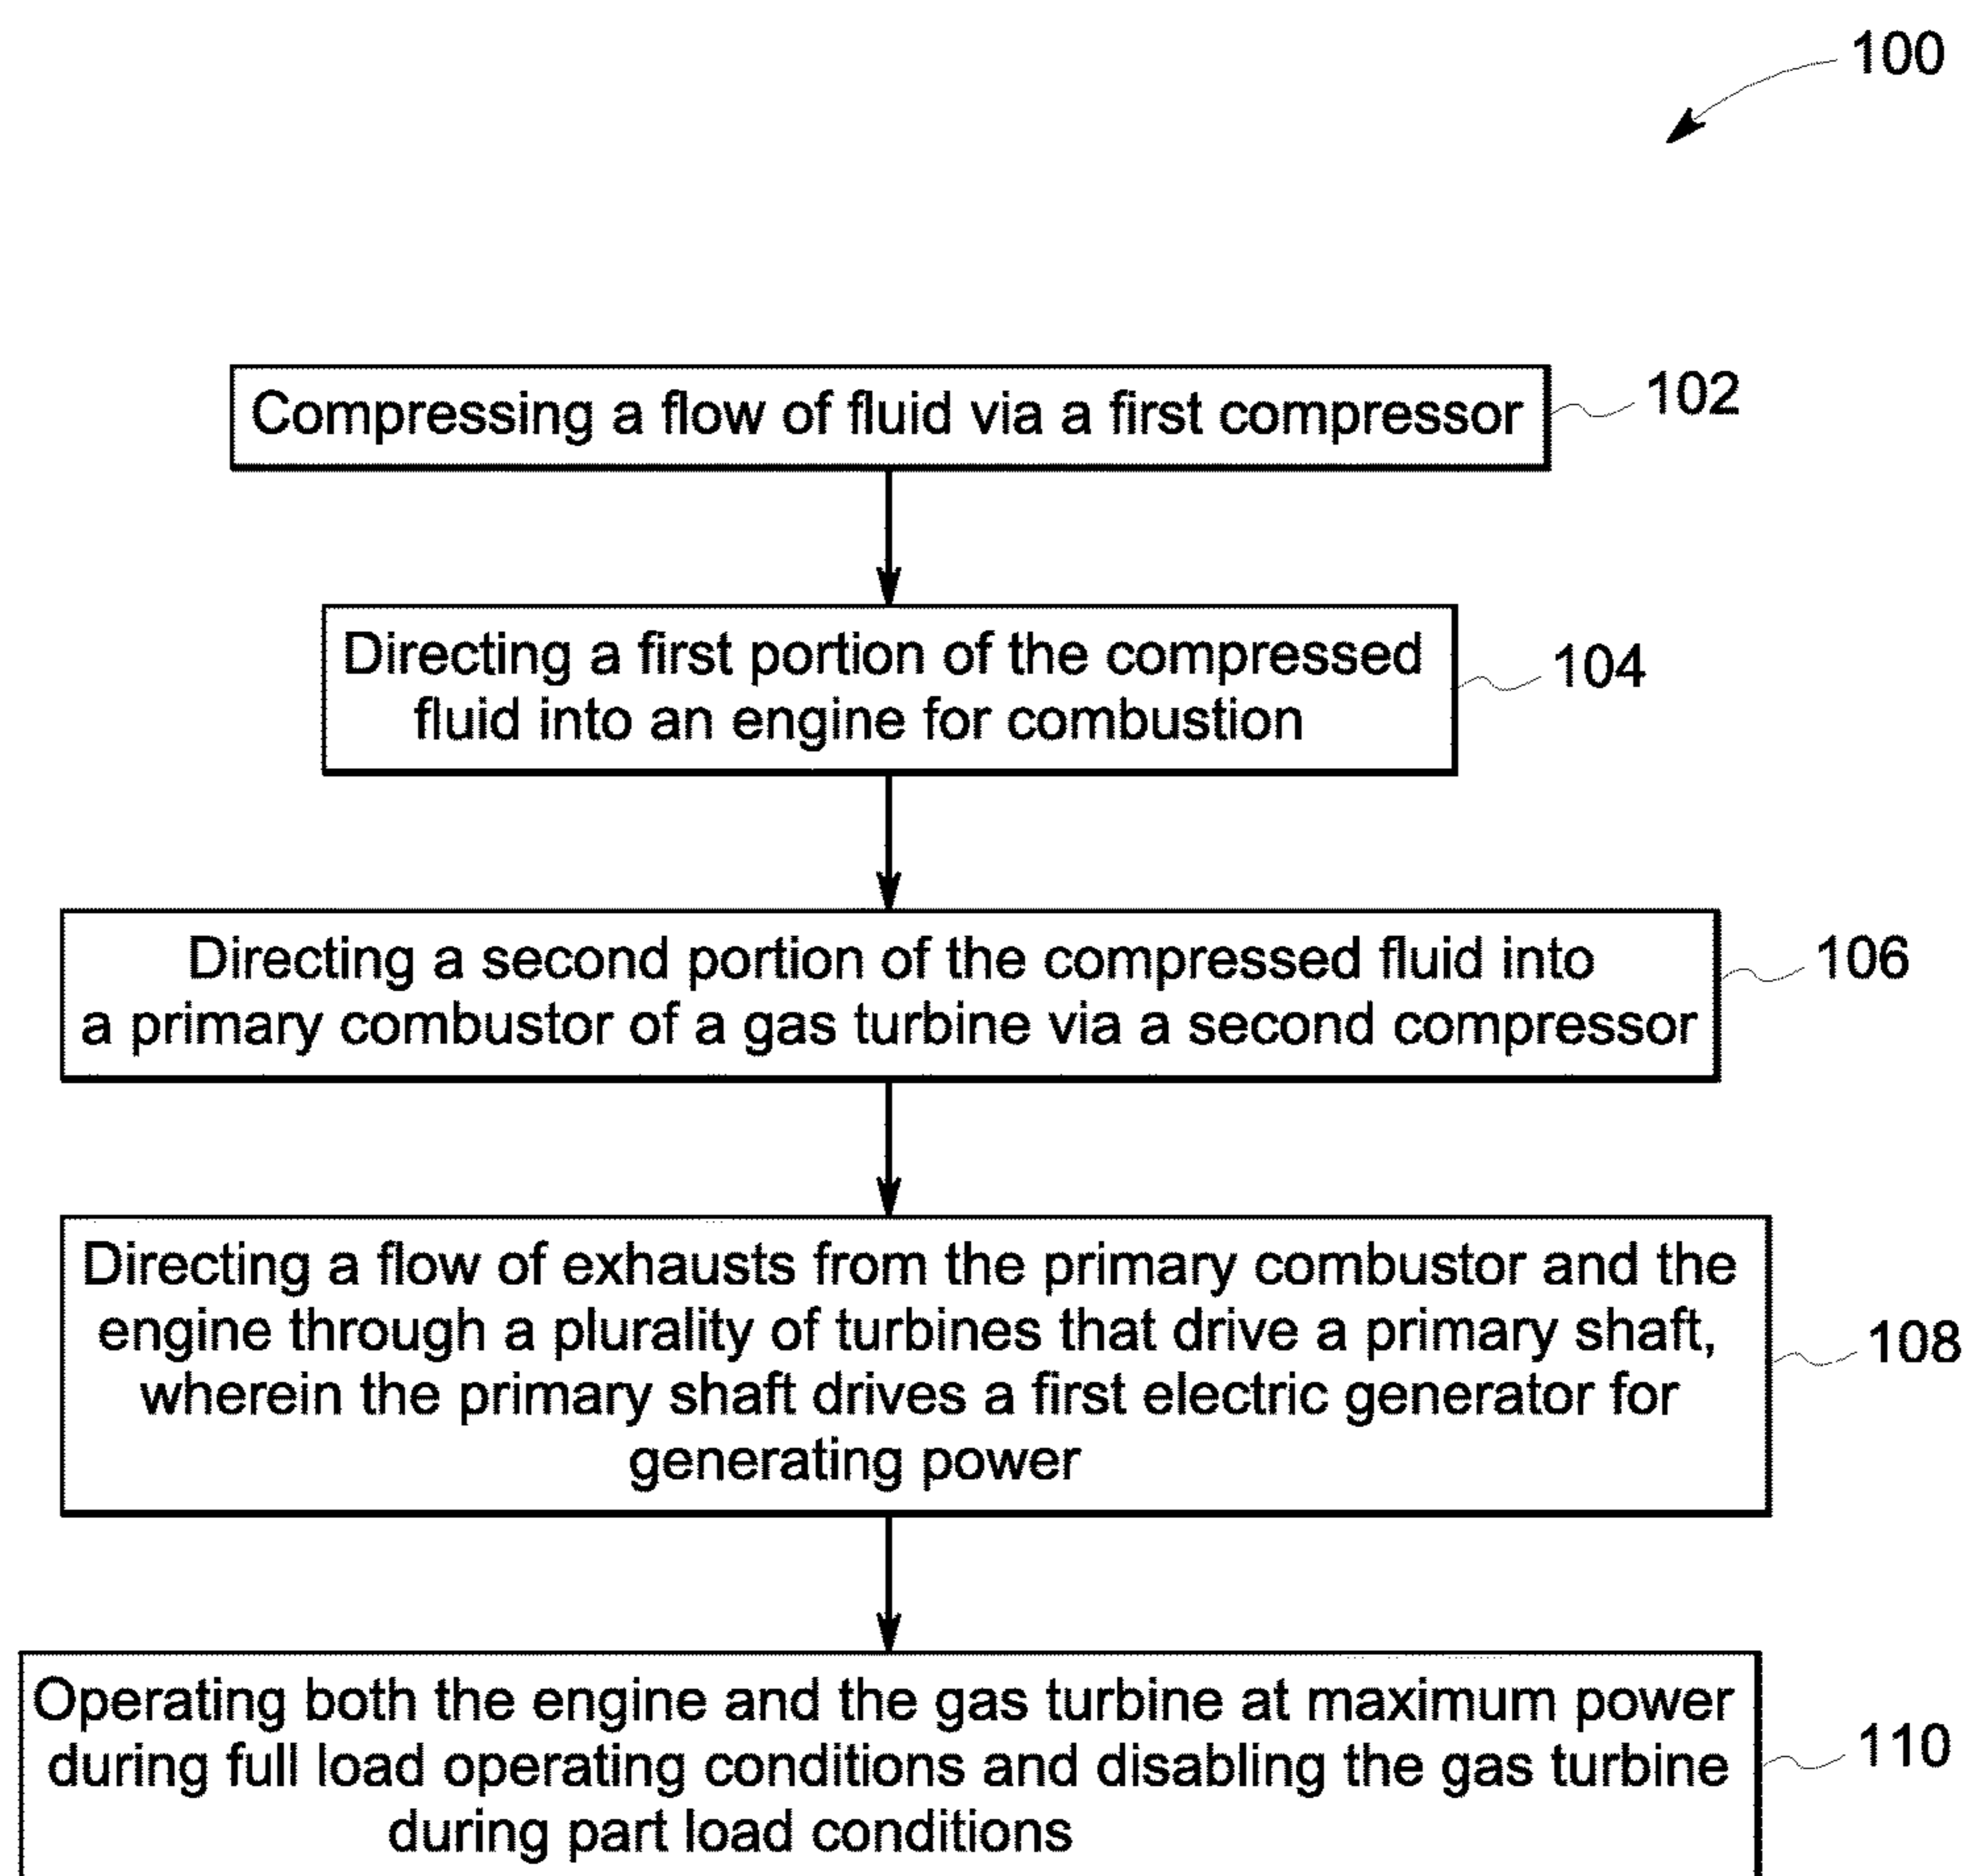 100
Compressing a flow of fluid via a first compressor
102
Directing a first portion of the compressed
fluid into an engine for combustion
104
Directing a second portion of the compressed fluid into
a primary combustor of a gas turbine via a second compressor
106
Directing a flow of exhausts from the primary combustor and the
engine through a plurality of turbines that drive a primary shaft,
wherein the primary shaft drives a first electric generator for
generating power
108
Operating both the engine and the gas turbine at maximum power
during full load operating conditions and disabling the gas turbine
during part load conditions
110